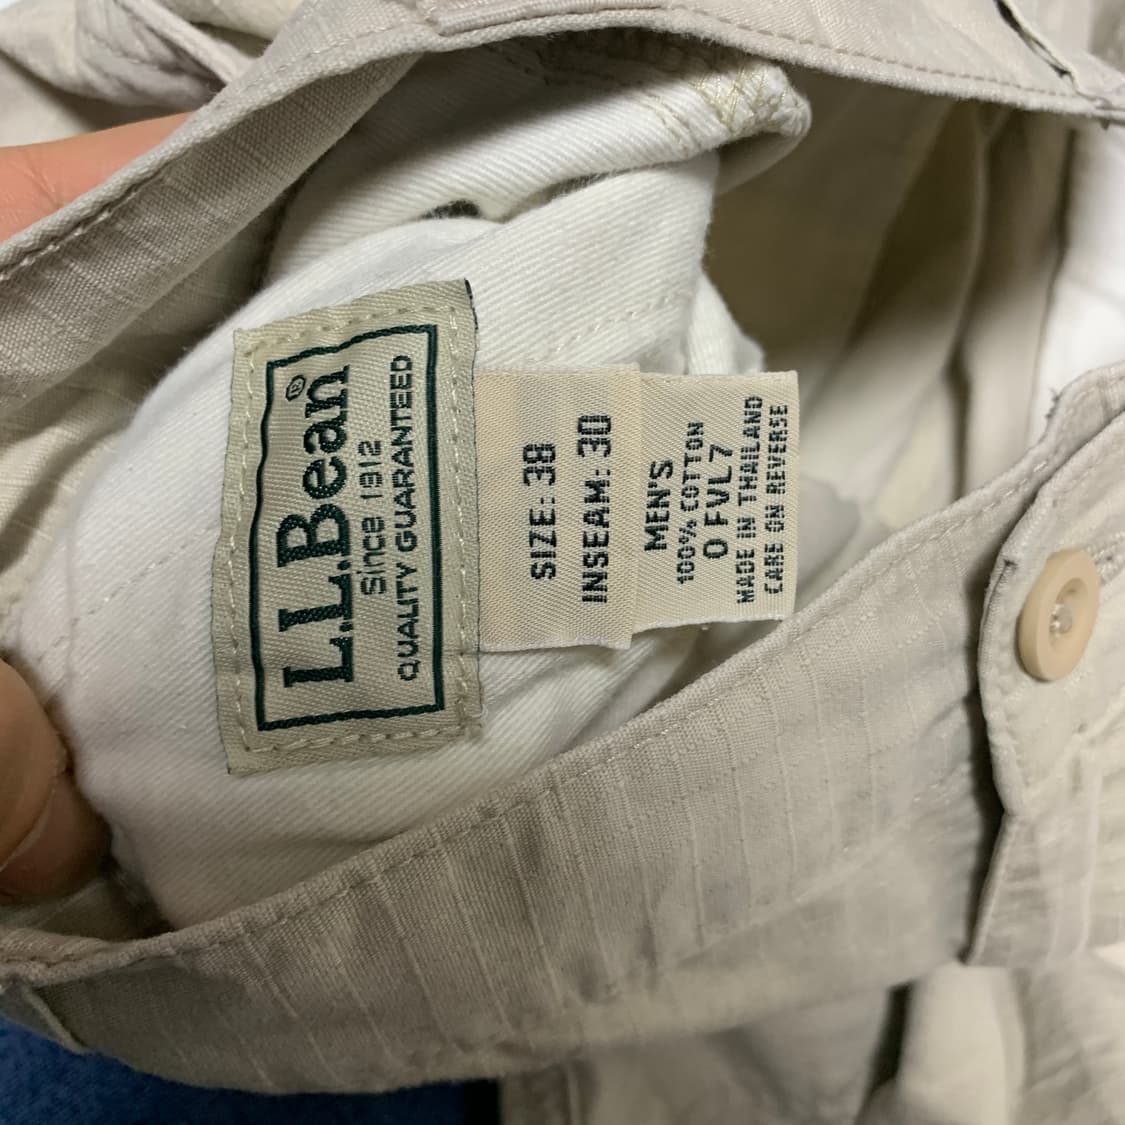 L.L.Bean®
Since 1912
QUALITY GUARANTEED
SIZE: 38
INSEAM: 30
MEN'S
100% COTTON
0 FVL7
MADE IN THAILAND
CARE ON REVERSE